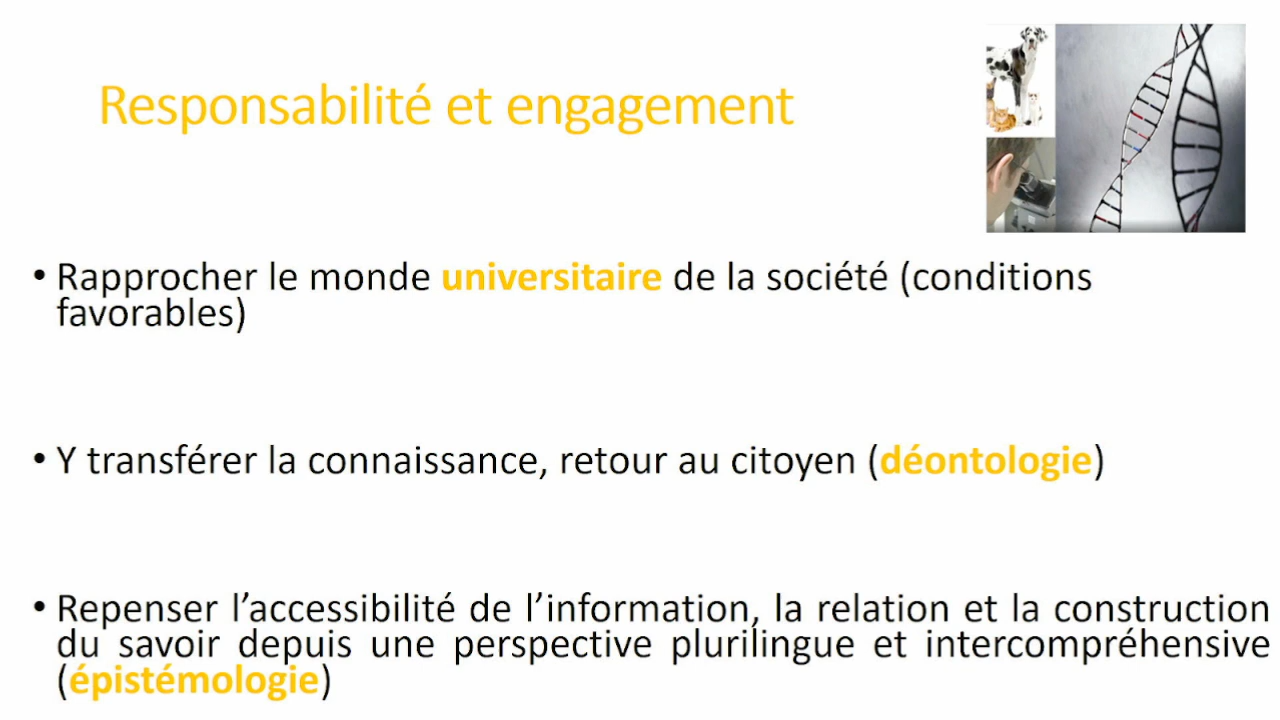 Responsabilité et engagement
• Rapprocher le monde universitaire de la société (conditions
favorables)
• Y transférer la connaissance, retour au citoyen (déontologie)
• Repenser l’accessibilité de l’information, la relation et la construction
du savoir depuis une perspective plurilingue et intercompréhensive
(épistémologie)